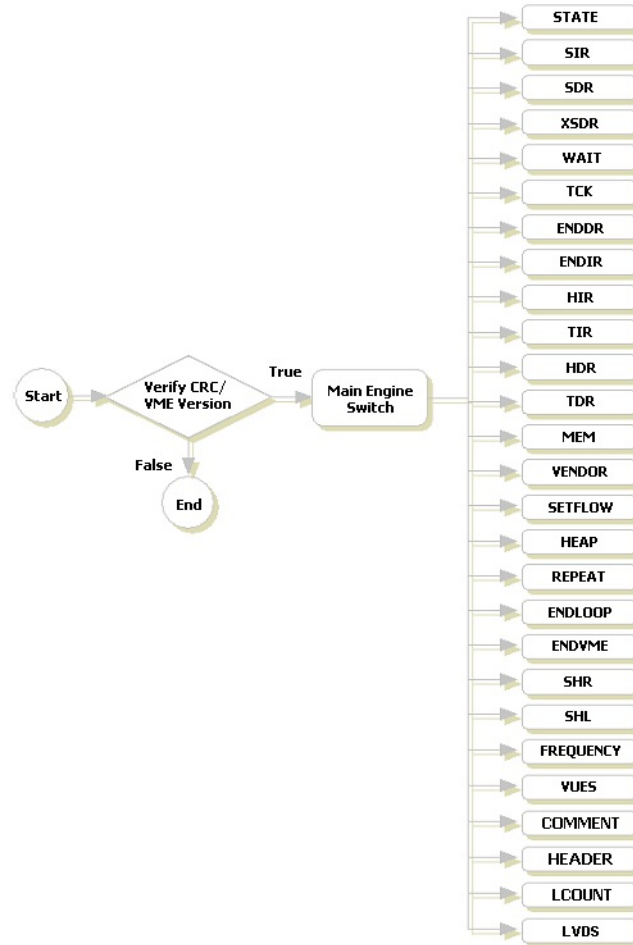 Start
Verify CRC/
VME Version
True
False
End
Main Engine
Switch
STATE
SIR
SDR
XSDR
WAIT
TCK
ENDDR
ENDIR
HIR
TIR
HDR
TDR
MEM
VENDOR
SETFLOW
HEAP
REPEAT
ENDLOOP
ENDVME
SHR
SHL
FREQUENCY
VUES
COMMENT
HEADER
LCOUNT
LVDS